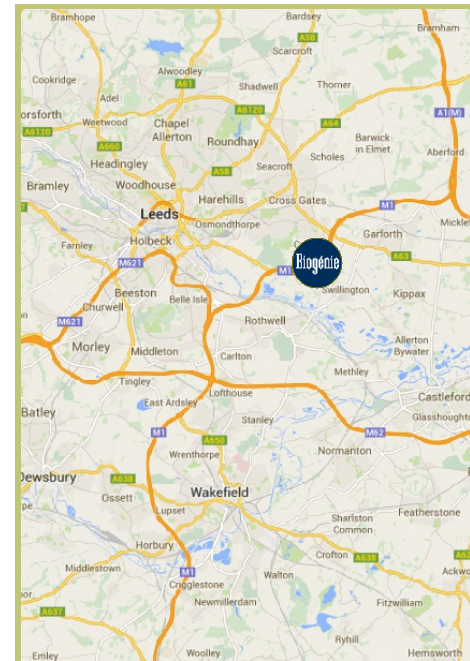 Bramhope
Bardsey
Bramham
A58
Scarcroft
Alwoodley
Cookridge
A61
Shadwell
Thorner
Adel
A6120
A1(M)
orsforth
Weetwood
Chapel
Allerton
A64
A6120
A660
Roundhay
Barwick
in Elmet
Aberford
Headingley
Seacroft
Scholes
A58
Bramley
Woodhouse
Harehills
Cross Gates
M1
Leeds
Osmondthorpe
Mickle
Farnley
Holbeck
Garforth
M621
A63
M1
Biogénie
Beeston
Belle Isle
Swillington
Kippax
Churwell
M621
Rothwell
Allerton
Bywater
Morley
Middleton
Carlton
Tingley
Methley
Lofthouse
Castleford
Batley
East Ardsley
Glasshought
M1
Stanley
M62
A650
Wrenthorpe
Normanton
Dewsbury
A638
Wakefield
Ossett
Lupset
Sharlston
Common
Featherstone
Horbury
Crofton
A638
Middlestown
M1
Walton
Ackwo
Crigglestone
A637
Newmillerdam
Fitzwilliam
Ryhill
Emley
Woolley
Hemsworth